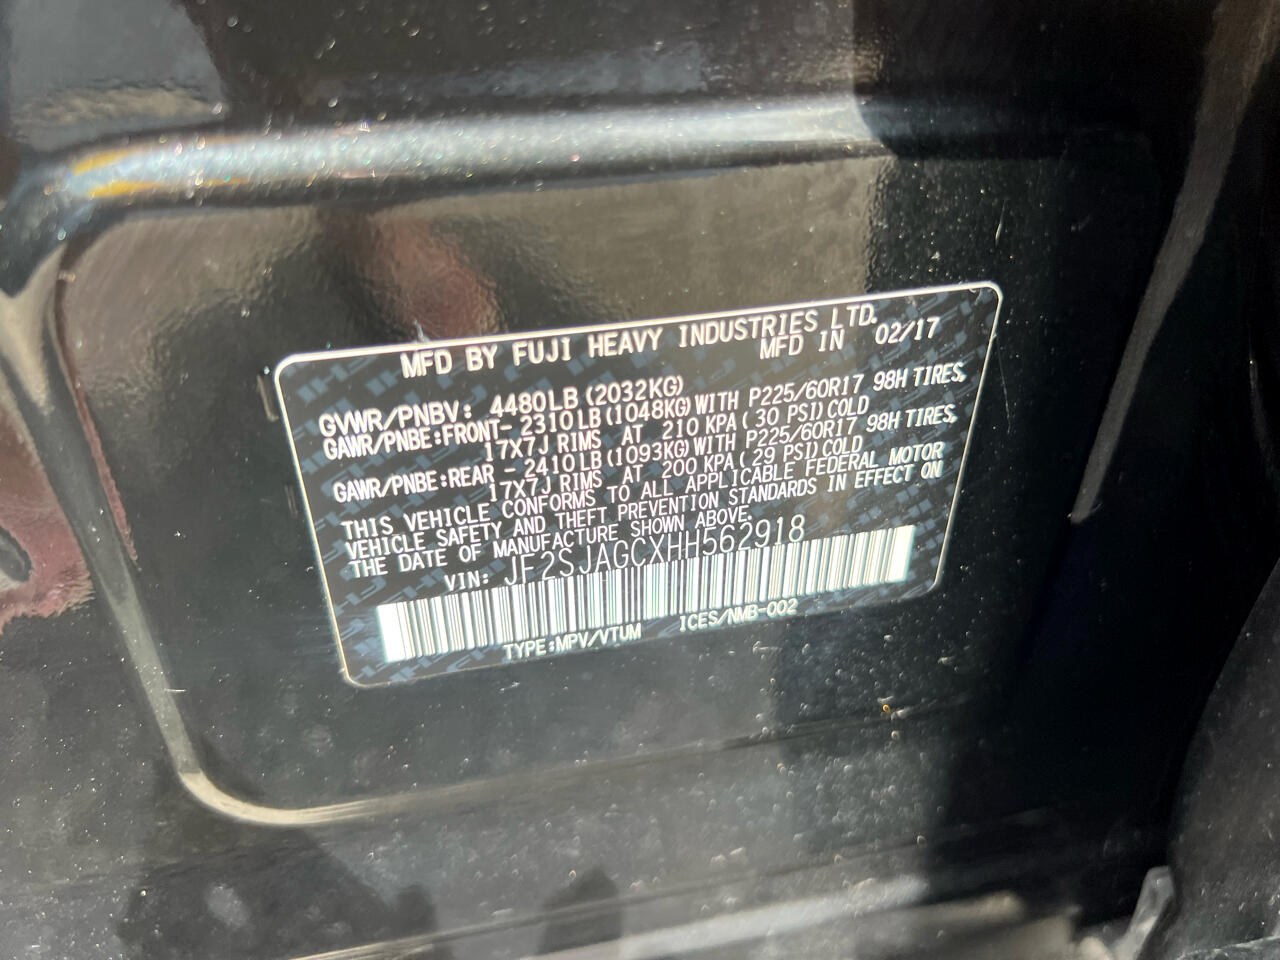 MFD BY FUJI HEAVY INDUSTRIES LTD.
MFD IN 02/17
GVWR/PNBV: 4480LB(2032KG)
GAWR/PNBE:FRONT- 2310LB(1048KG)WITH P225/60R17 98H TIRES,
17X7J RIMS AT 210 KPA(30 PSI)COLD
GAWR/PNBE:REAR - 2410LB(1093KG)WITH P225/60R17 98H TIRES,
17X7J RIMS AT 200 KPA(29 PSI)COLD
THIS VEHICLE CONFORMS TO ALL APPLICABLE FEDERAL MOTOR
VEHICLE SAFETY AND THEFT PREVENTION STANDARDS IN EFFECT ON
THE DATE OF MANUFACTURE SHOWN ABOVE.
VIN: JF2SJAGCXHH562918
TYPE:MPV/VTUM ICES/NMB-002